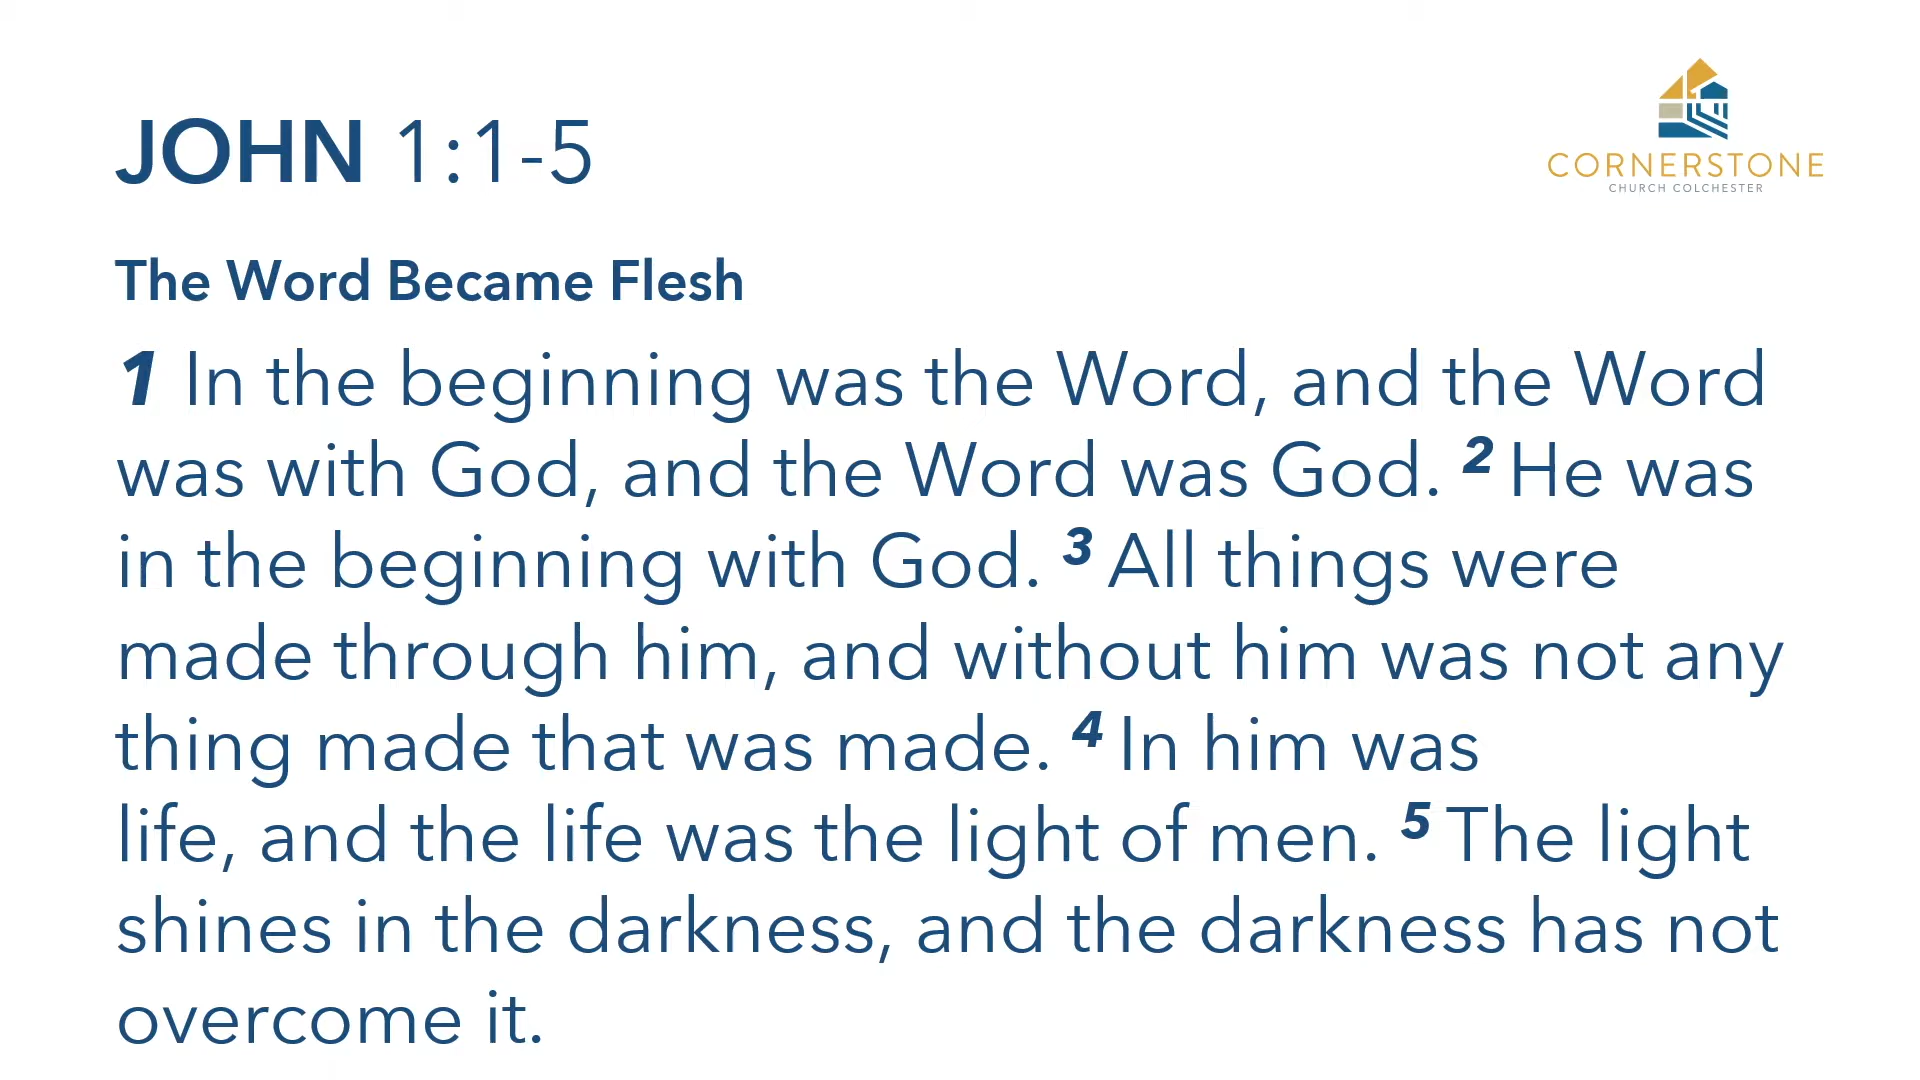 JOHN 1:1-5
CORNERSTONE
CHURCH COLCHESTER
The Word Became Flesh
1 In the beginning was the Word, and the Word
was with God, and the Word was God. 2 He was
in the beginning with God. 3 All things were
made through him, and without him was not any
thing made that was made. 4 In him was
life, and the life was the light of men. 5 The light
shines in the darkness, and the darkness has not
overcome it.